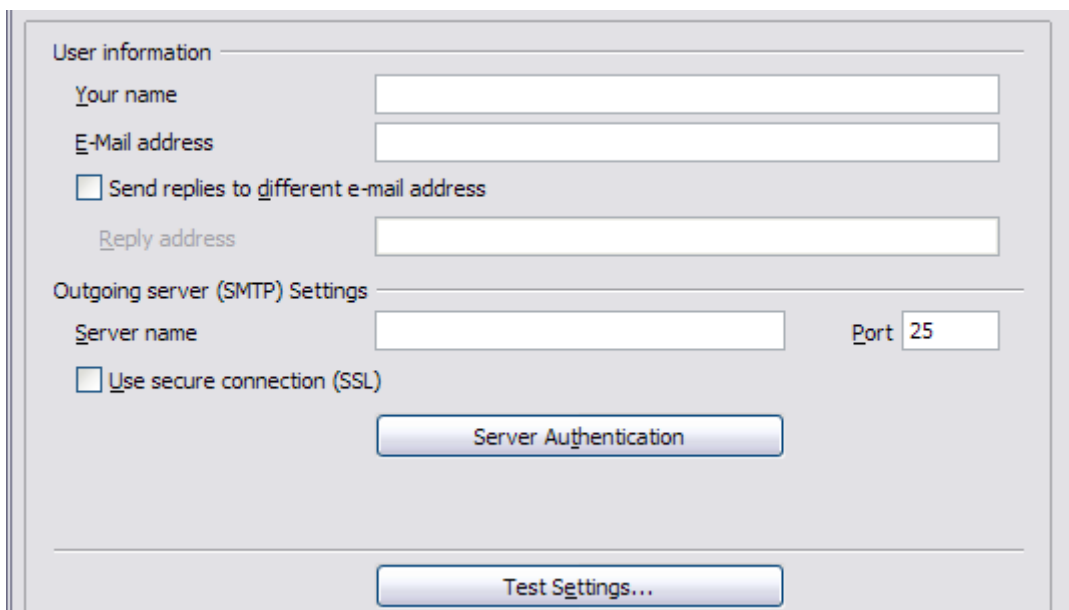 User information
Your name
E-Mail address
Send replies to different e-mail address
Reply address
Outgoing server (SMTP) Settings
Server name
Port 25
Use secure connection (SSL)
Server Authentication
Test Settings...